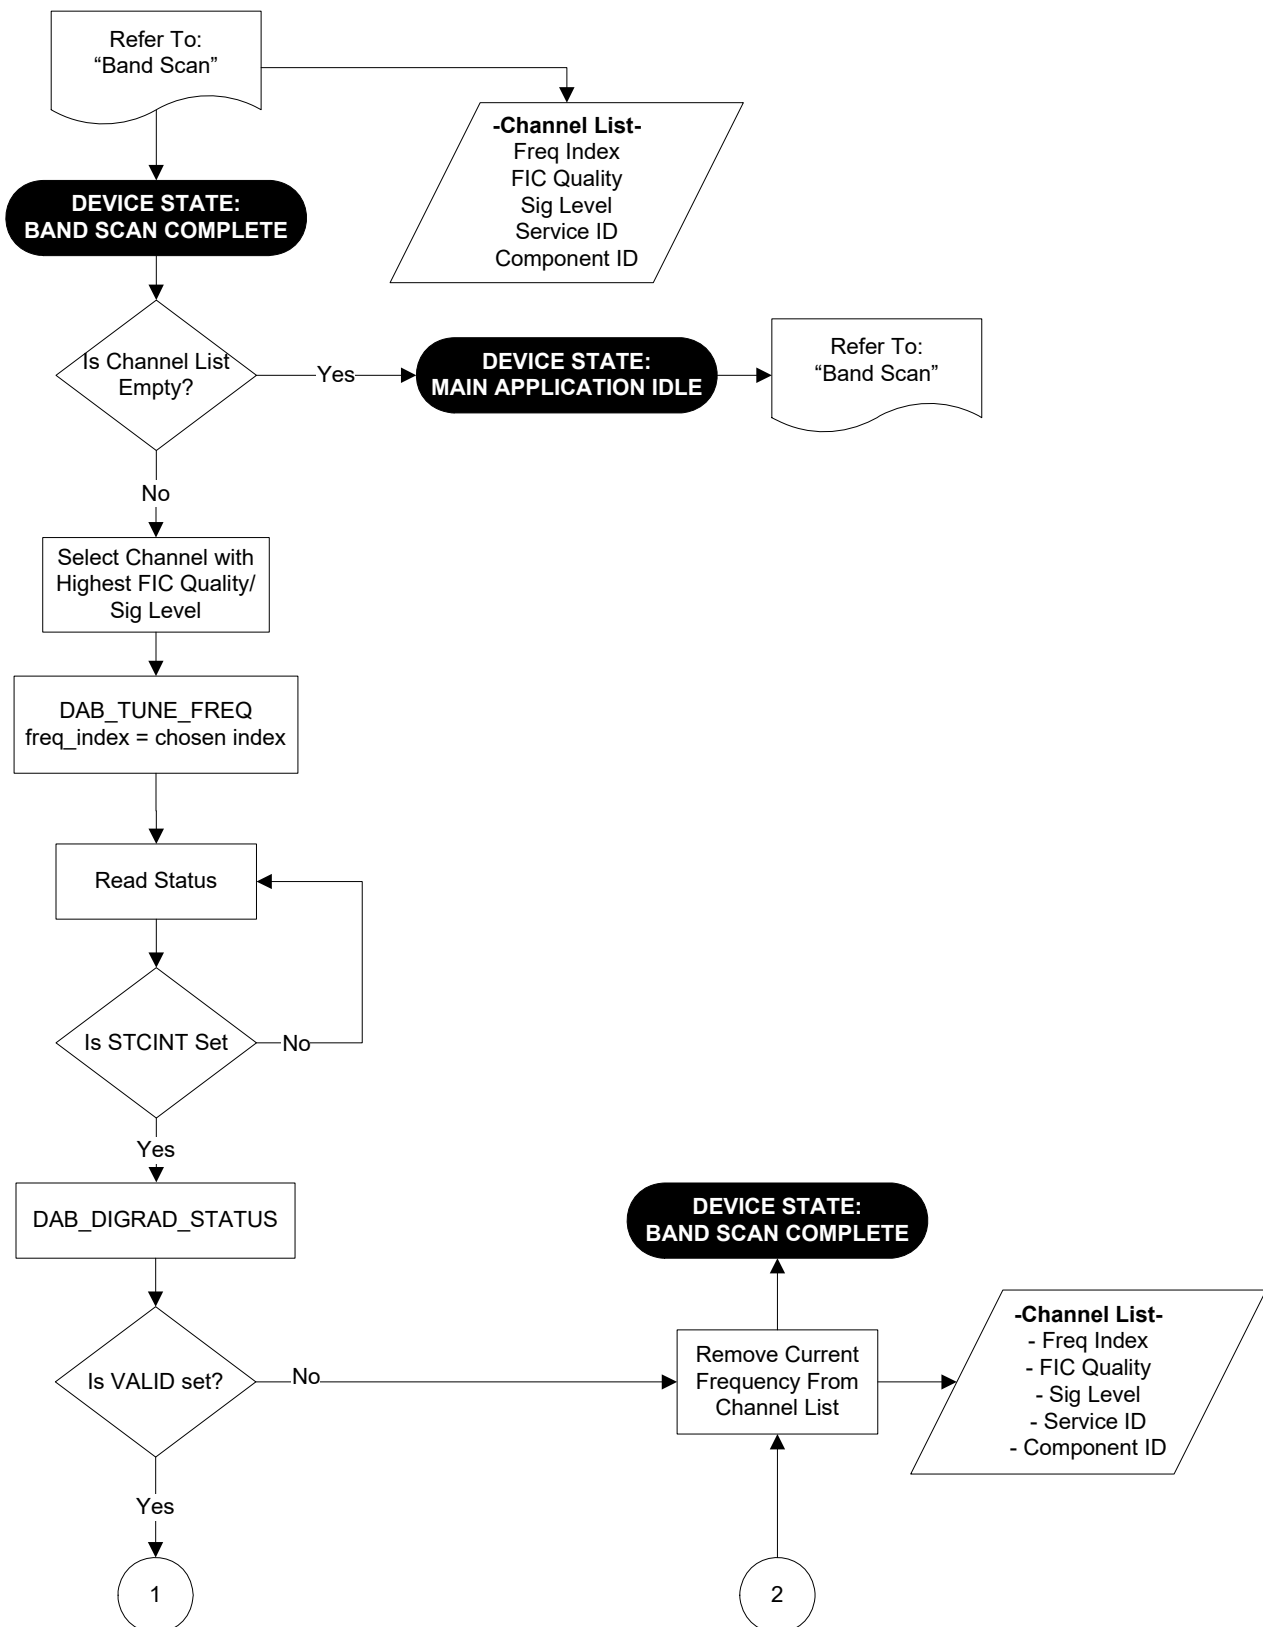 Refer To:
“Band Scan”
-Channel List-
Freq Index
FIC Quality
Sig Level
Service ID
Component ID
DEVICE STATE:
BAND SCAN COMPLETE
Is Channel List
Empty?
Yes
DEVICE STATE:
MAIN APPLICATION IDLE
Refer To:
“Band Scan”
No
Select Channel with
Highest FIC Quality/
Sig Level
DAB_TUNE_FREQ
freq_index = chosen index
Read Status
Is STCINT Set
No
Yes
DAB_DIGRAD_STATUS
DEVICE STATE:
BAND SCAN COMPLETE
Is VALID set?
No
Remove Current
Frequency From
Channel List
-Channel List-
- Freq Index
- FIC Quality
- Sig Level
- Service ID
- Component ID
Yes
1
2